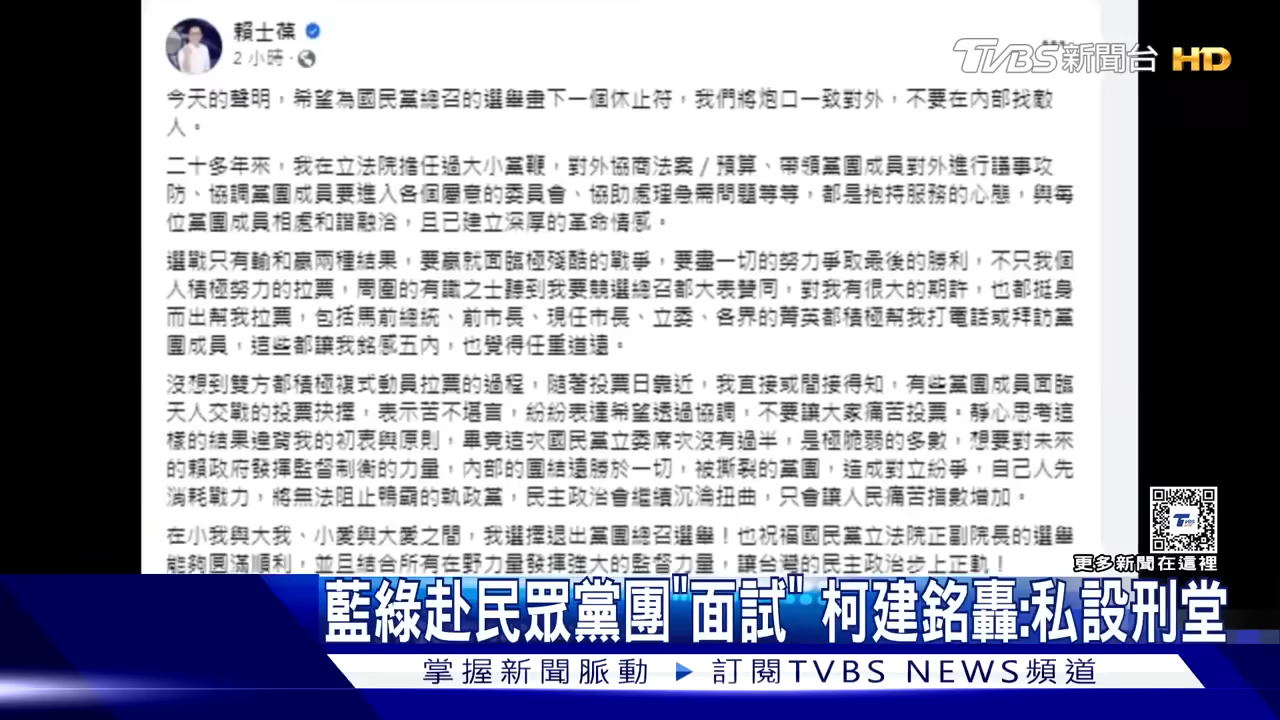 賴士葆
2 小時
TVBS新聞台 HD
今天的聲明，希望為國民黨總召的選舉畫下一個休止符，我們將炮口一致對外，不要在內部找敵
人。
二十多年來，我在立法院擔任過大小黨鞭，對外協商法案/預算、帶領黨團成員對外進行議事攻
防、協調黨團成員要進入各個屬意的委員會、協助處理急需問題等等，都是抱持服務的心態，與每
位黨團成員相處和諧融洽，且已建立深厚的革命情感。
選戰只有輸和贏兩種結果，要贏就面臨極殘酷的戰爭，要盡一切的努力爭取最後的勝利，不只我個
人積極努力的拉票，周圍的有識之士聽到我要競選總召都大表贊同，對我有很大的期許，也都挺身
而出幫我拉票，包括馬前總統、前市長、現任市長、立委、各界的菁英都積極幫我打電話或拜訪黨
團成員，這些都讓我銘感五內，也覺得任重道遠。
沒想到雙方都積極複式動員拉票的過程，隨著投票日靠近，我直接或間接得知，有些黨團成員面臨
天人交戰的投票抉擇，表示苦不堪言，紛紛表達希望透過協調，不要讓大家痛苦投票。靜心思考這
樣的結果違背我的初衷與原則，畢竟這次國民黨立委席次沒有過半，是極脆弱的多數，想要對未來
的賴政府發揮監督制衡的力量，內部的團結遠勝於一切，被撕裂的黨團，造成對立紛爭，自己人先
消耗戰力，將無法阻止鴨霸的執政黨，民主政治會繼續沉淪扭曲，只會讓人民痛苦指數增加。
在小我與大我、小愛與大愛之間，我選擇退出黨團總召選舉！也祝福國民黨立法院正副院長的選舉
能夠圓滿順利，並且結合所有在野力量發揮強大的監督力量，讓台灣的民主政治步上正軌！
TVBS
更多新聞在這裡
藍綠赴民眾黨團"面試" 柯建銘轟:私設刑堂
掌握新聞脈動 ▶ 訂閱TVBS NEWS頻道